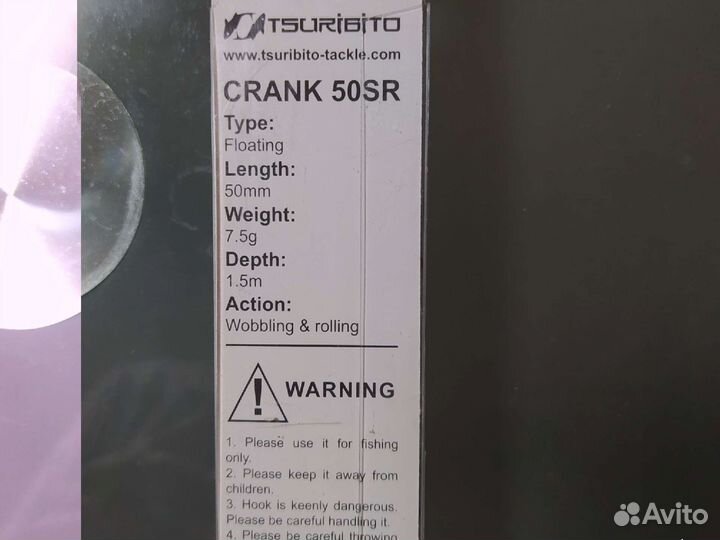 TSURIBITO
www.tsuribito-tackle.com
CRANK 50SR
Type:
Floating
Length:
50mm
Weight:
7.5g
Depth:
1.5m
Action:
Wobbling & rolling
WARNING
1. Please use it for fishing
only.
2. Please keep it away from
children.
3. Hook is keenly dangerous.
Please be careful handling it.
4. Please be careful throwing
Avito